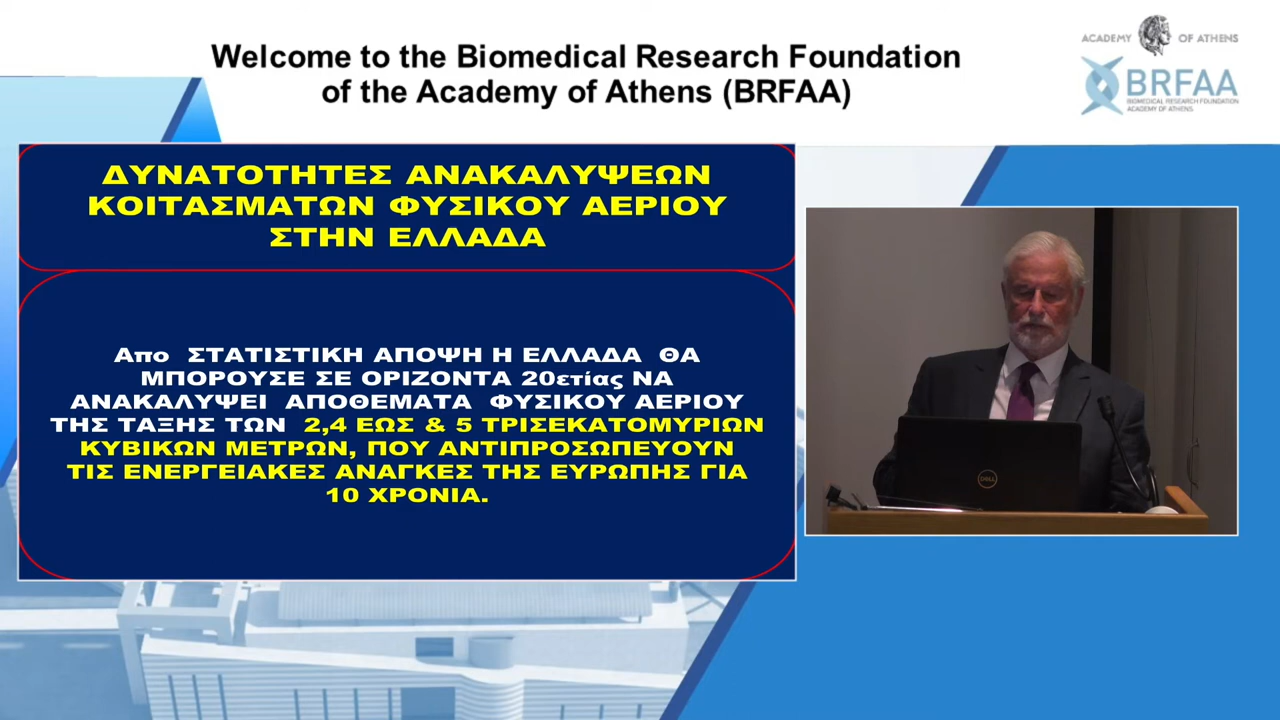 Welcome to the Biomedical Research Foundation
of the Academy of Athens (BRFAA)
ACADEMY OF ATHENS
BRFAA
BIOMEDICAL RESEARCH FOUNDATION
ACADEMY OF ATHENS
ΔΥΝΑΤΟΤΗΤΕΣ ΑΝΑΚΑΛΥΨΕΩΝ
ΚΟΙΤΑΣΜΑΤΩΝ ΦΥΣΙΚΟΥ ΑΕΡΙΟΥ
ΣΤΗΝ ΕΛΛΑΔΑ
Απο ΣΤΑΤΙΣΤΙΚΗ ΑΠΟΨΗ Η ΕΛΛΑΔΑ ΘΑ
ΜΠΟΡΟΥΣΕ ΣΕ ΟΡΙΖΟΝΤΑ 20ετίας ΝΑ
ΑΝΑΚΑΛΥΨΕΙ ΑΠΟΘΕΜΑΤΑ ΦΥΣΙΚΟΥ ΑΕΡΙΟΥ
ΤΗΣ ΤΑΞΗΣ ΤΩΝ 2,4 ΕΩΣ & 5 ΤΡΙΣΕΚΑΤΟΜΥΡΙΩΝ
ΚΥΒΙΚΩΝ ΜΕΤΡΩΝ, ΠΟΥ ΑΝΤΙΠΡΟΣΩΠΕΥΟΥΝ
ΤΙΣ ΕΝΕΡΓΕΙΑΚΕΣ ΑΝΑΓΚΕΣ ΤΗΣ ΕΥΡΩΠΗΣ ΓΙΑ
10 ΧΡΟΝΙΑ.
DELL